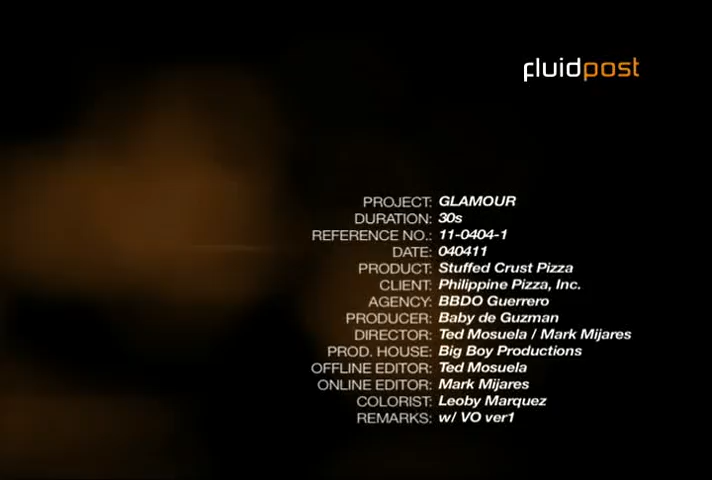 fluidpost
PROJECT: GLAMOUR
DURATION: 30s
REFERENCE NO.: 11-0404-1
DATE: 040411
PRODUCT: Stuffed Crust Pizza
CLIENT: Philippine Pizza, Inc.
AGENCY: BBDO Guerrero
PRODUCER: Baby de Guzman
DIRECTOR: Ted Mosuela / Mark Mijares
PROD. HOUSE: Big Boy Productions
OFFLINE EDITOR: Ted Mosuela
ONLINE EDITOR: Mark Mijares
COLORIST: Leoby Marquez
REMARKS: w/ VO ver1